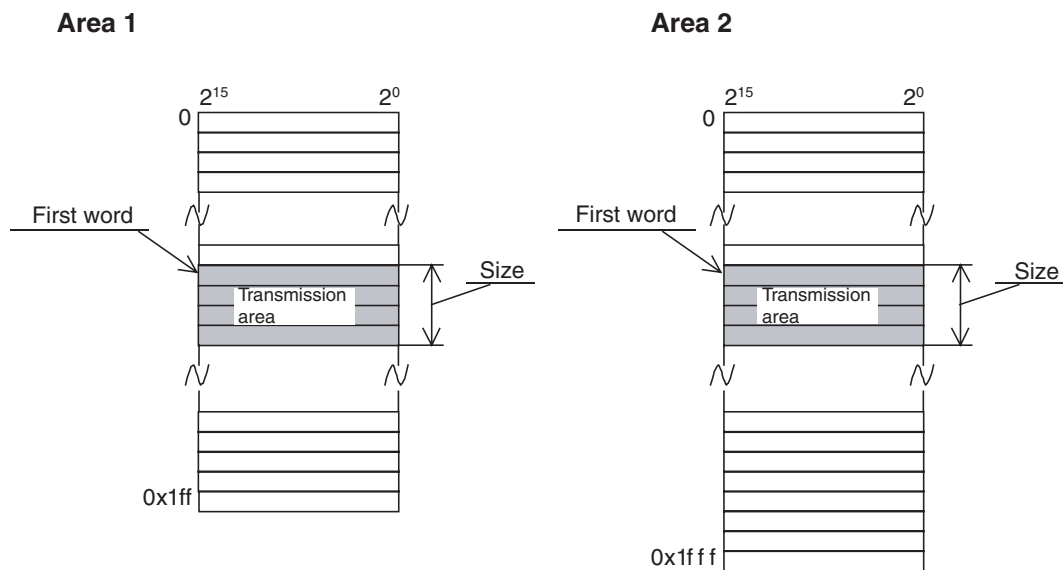 Area 1
2¹⁵ 2⁰
0
First word
Size
Transmission
area
0x1ff
Area 2
2¹⁵ 2⁰
0
First word
Size
Transmission
area
0x1fff